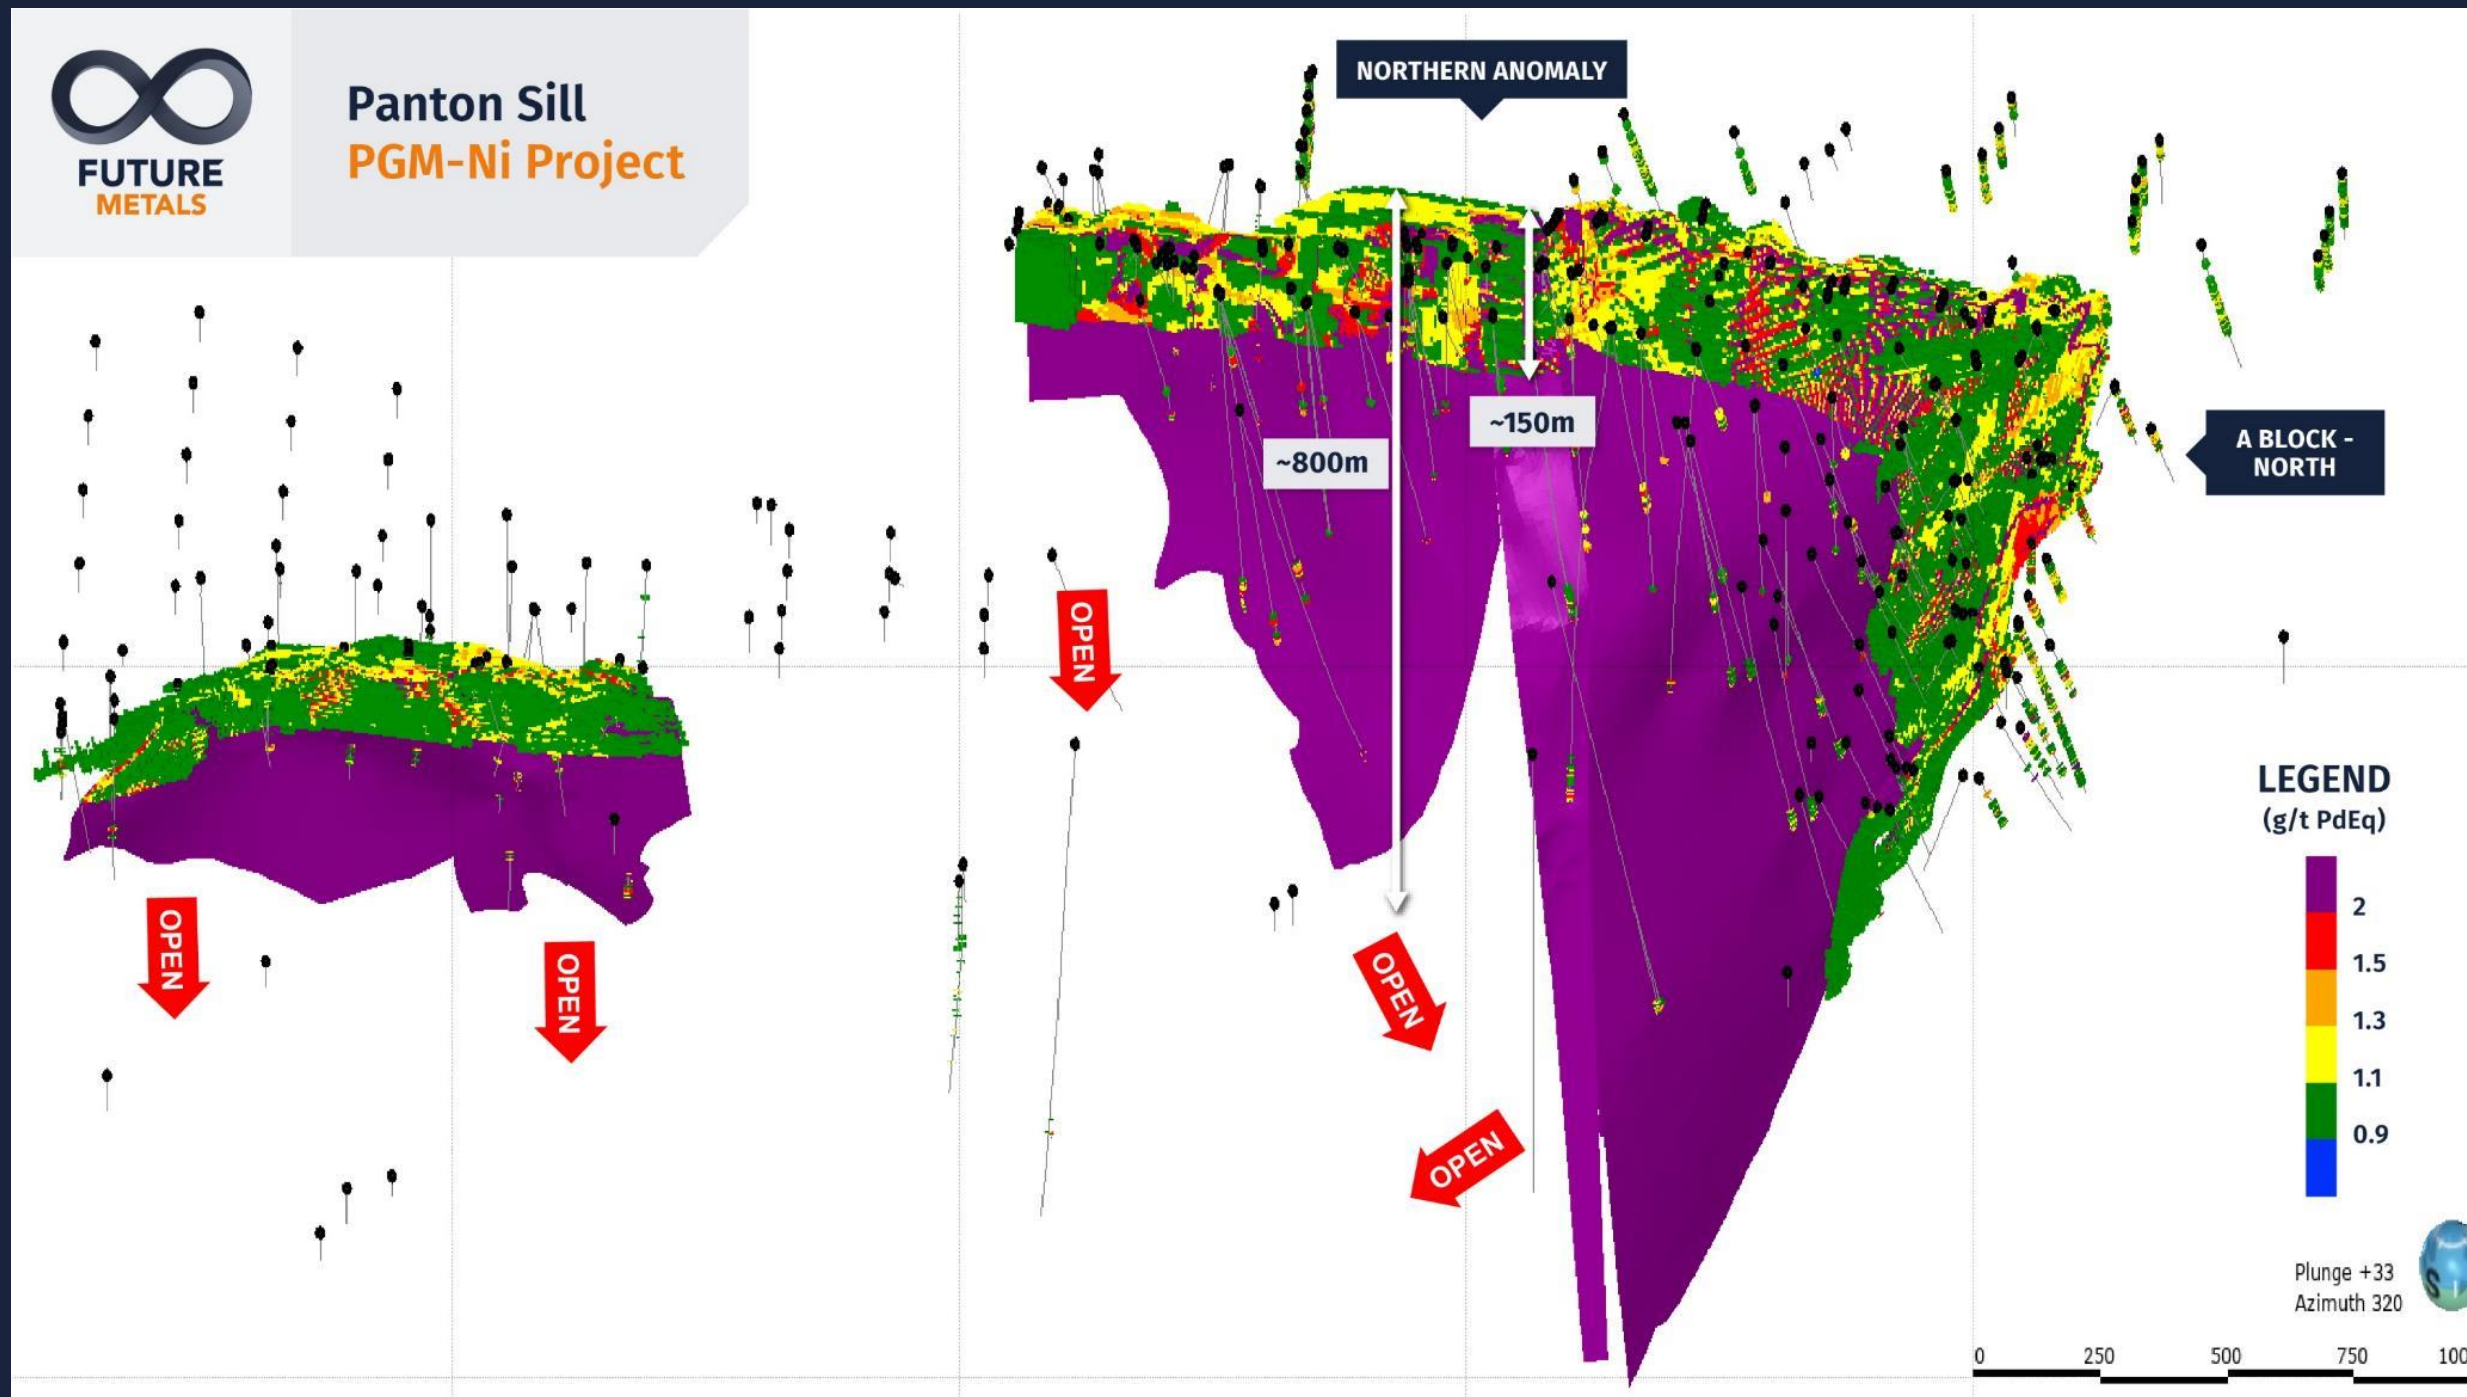 FUTURE
METALS
Panton Sill
PGM-Ni Project
NORTHERN ANOMALY
~150m
~800m
A BLOCK -
NORTH
OPEN
OPEN
OPEN
OPEN
OPEN
LEGEND
(g/t PdEq)
2
1.5
1.3
1.1
0.9
Plunge +33
Azimuth 320
S
0 250 500 750 100